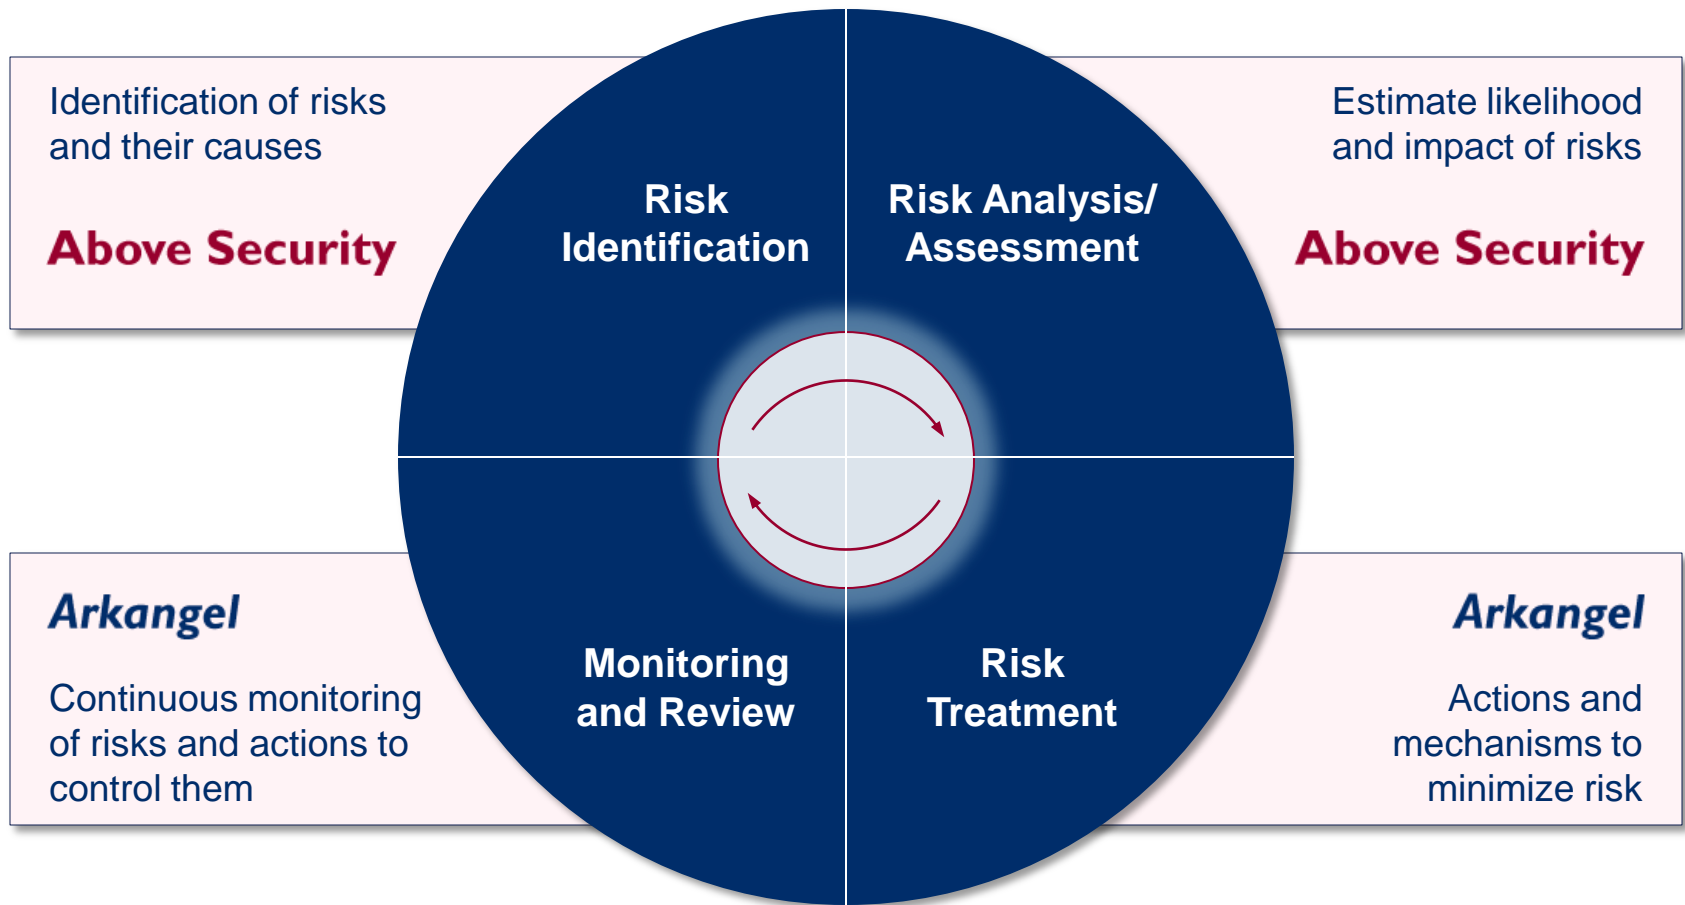 Identification of risks
and their causes
Above Security
Risk
Identification
Risk Analysis/
Assessment
Estimate likelihood
and impact of risks
Above Security
Arkangel
Continuous monitoring
of risks and actions to
control them
Monitoring
and Review
Risk
Treatment
Arkangel
Actions and
mechanisms to
minimize risk